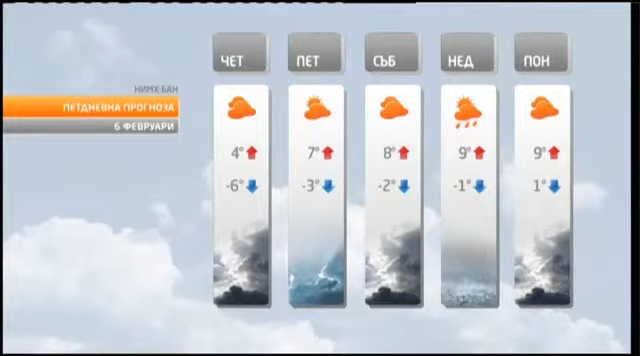 ЧЕТ ПЕТ СЪБ НЕД ПОН
НИМХ-БАН
ПЕТДНЕВНА ПРОГНОЗА
6 ФЕВРУАРИ
4° 7° 8° 9° 9°
-6° -3° -2° -1° 1°